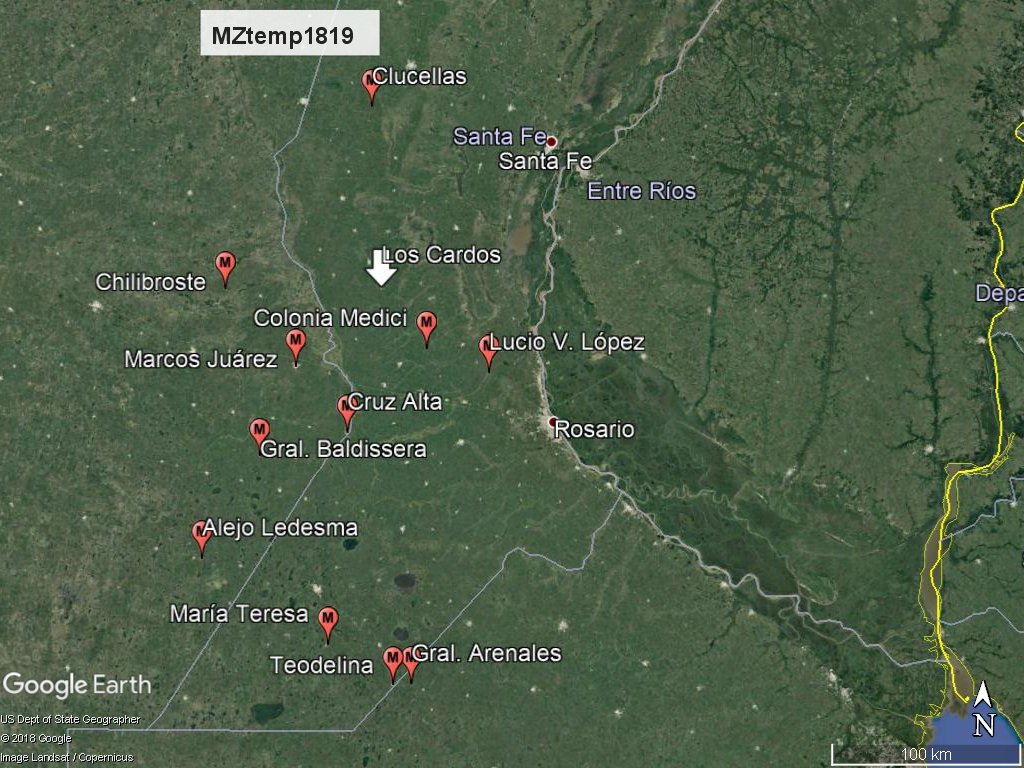 MZtemp1819
Clucellas
Santa Fe
Santa Fe
Entre Ríos
Los Cardos
M
Chilibroste
Depa
Colonia Medici
M
M
Marcos Juárez
Lucio V. López
Cruz Alta
M
Gral. Baldissera
Rosario
Alejo Ledesma
María Teresa
M
Teodelina
M
Gral. Arenales
Google Earth
US Dept of State Geographer
© 2018 Google
Image Landsat / Copernicus
N
100 km